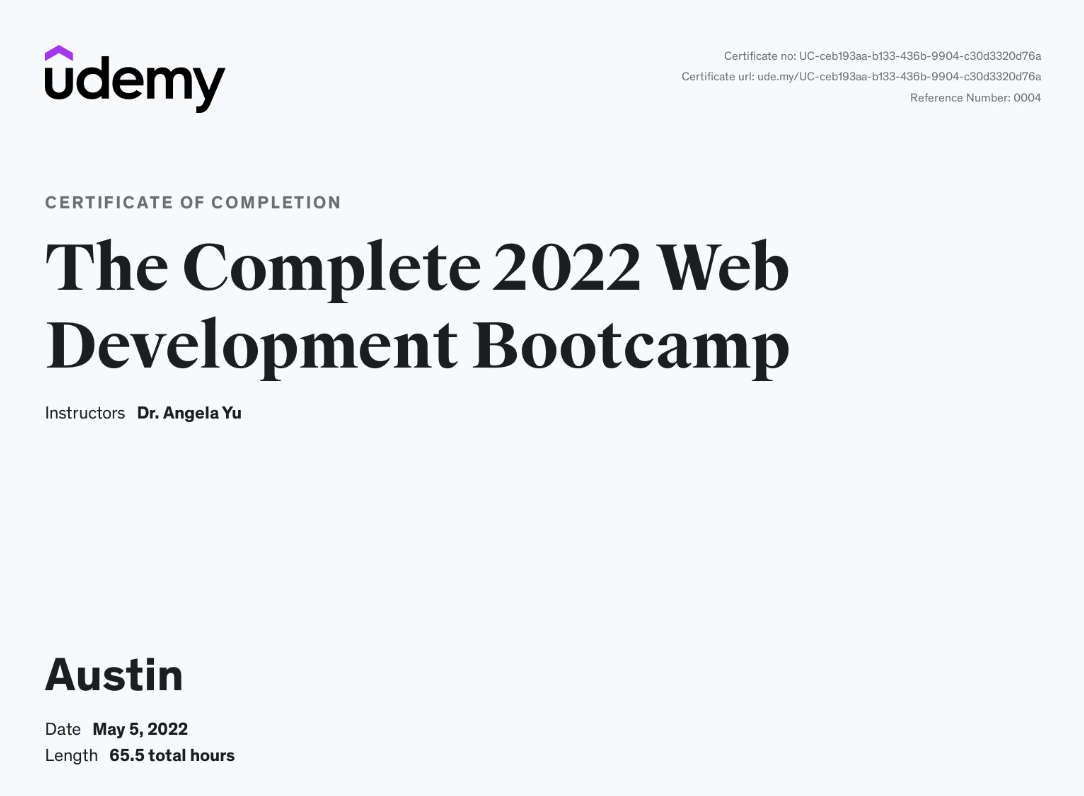 udemy
Certificate no: UC-ceb193aa-b133-436b-9904-c30d3320d76a
Certificate url: ude.my/UC-ceb193aa-b133-436b-9904-c30d3320d76a
Reference Number: 0004
CERTIFICATE OF COMPLETION
The Complete 2022 Web
Development Bootcamp
Instructors Dr. Angela Yu
Austin
Date May 5, 2022
Length 65.5 total hours